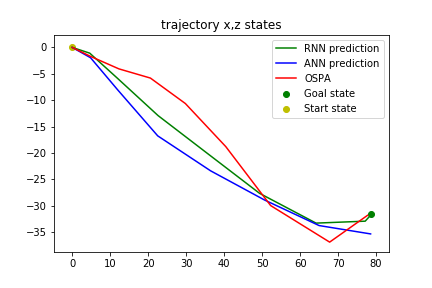 trajectory x,z states
RNN prediction
ANN prediction
OSPA
Goal state
Start state
0
−5
−10
−15
−20
−25
−30
−35
0
10
20
30
40
50
60
70
80